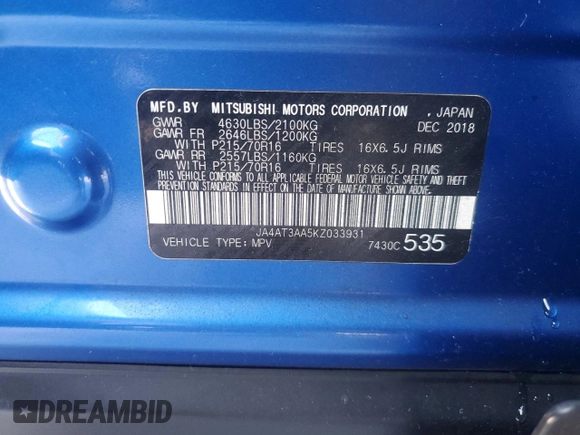 MFD.BY MITSUBISHI MOTORS CORPORATION , JAPAN
GVWR 4630LBS/2100KG DEC 2018
GAWR FR 2646LBS/1200KG
WITH P215/70R16 TIRES 16X6.5J RIMS
GAWR RR 2557LBS/1160KG
WITH P215/70R16 TIRES 16X6.5J RIMS
THIS VEHICLE CONFORMS TO ALL APPLICABLE FEDERAL MOTOR VEHICLE SAFETY AND THEFT
PREVENTION STANDARDS IN EFFECT ON THE DATE OF MANUFACTURE SHOWN ABOVE.
JA4AT3AA5KZ033931
VEHICLE TYPE: MPV 7430C 535
DREAMBID